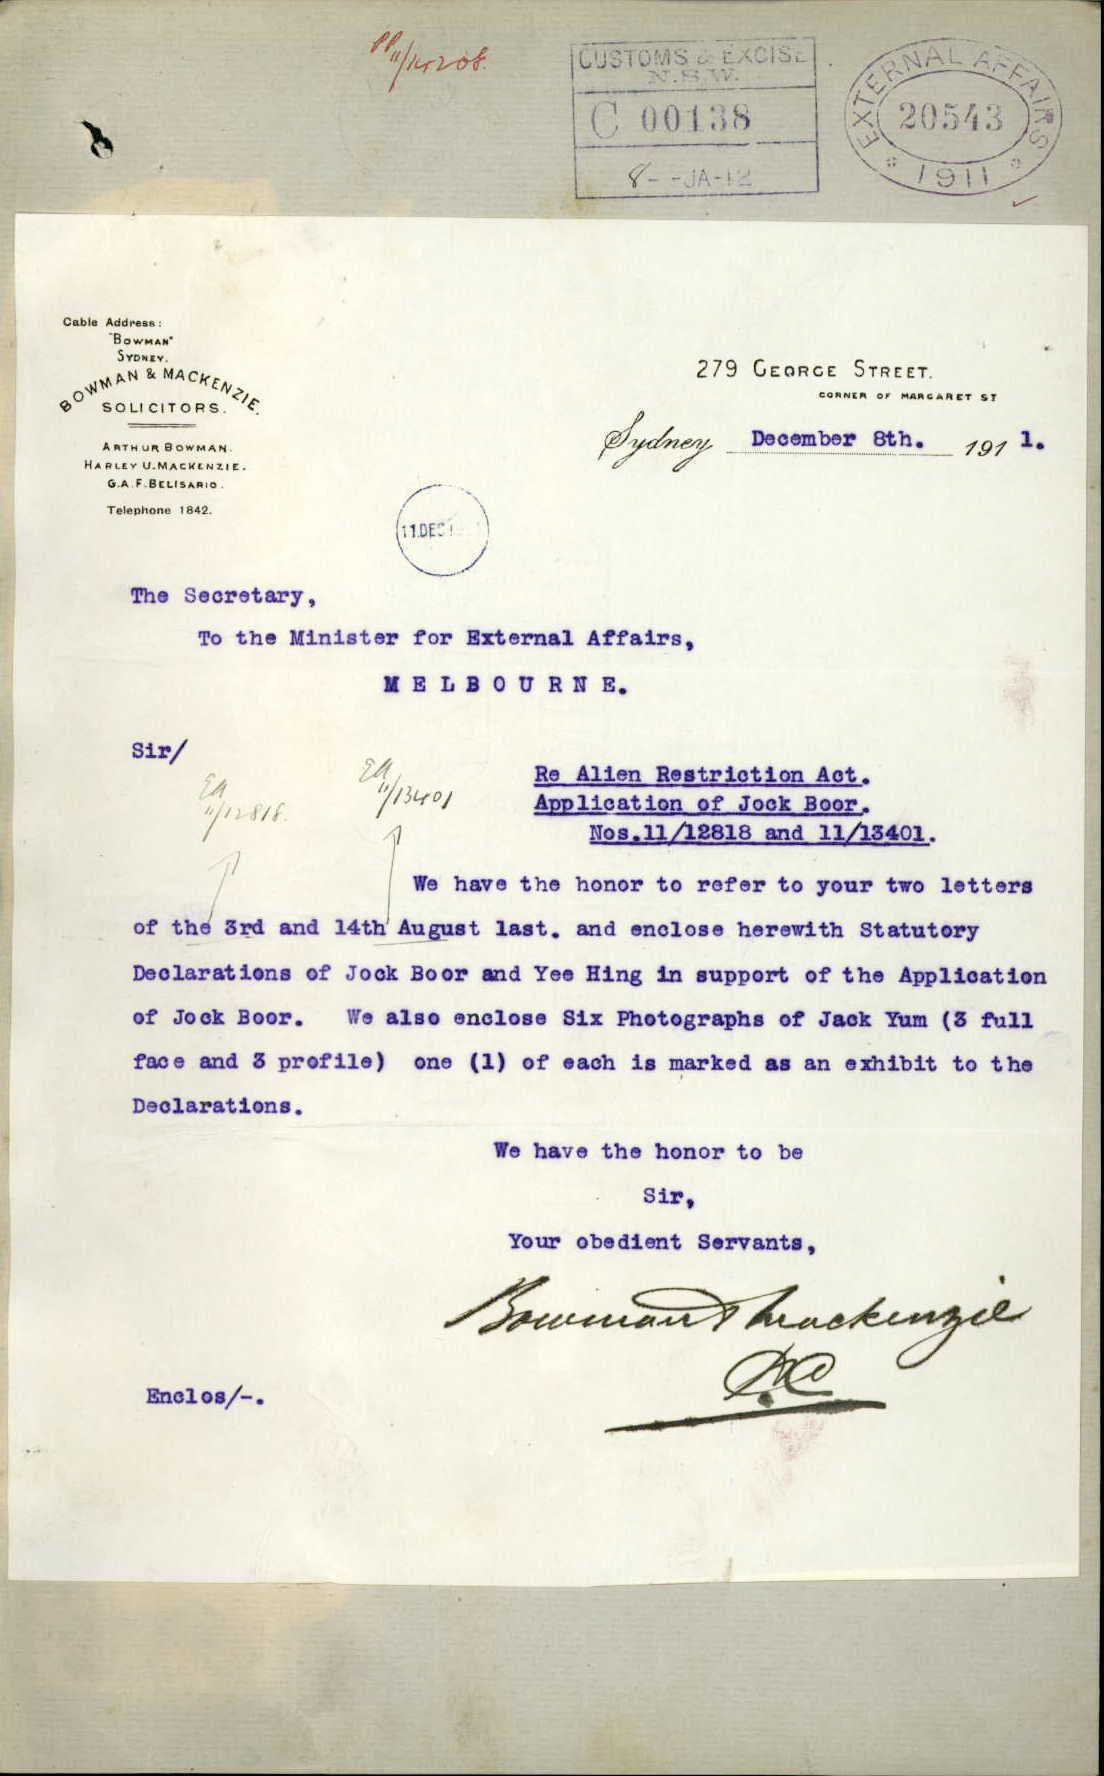 CUSTOMS & EXCISE
N.S.W.
C 00138
8- -JA-12
EXTERNAL AFFAIRS
20543
1911
Cable Address:
"BOWMAN"
SYDNEY.
BOWMAN & MACKENZIE.
SOLICITORS.
ARTHUR BOWMAN.
HARLEY U. MACKENZIE.
G.A.F. BELISARIO.
Telephone 1842.
279 GEORGE STREET.
CORNER OF MARGARET ST
Sydney December 8th. 1911.
11.DEC
The Secretary,
To the Minister for External Affairs,
MELBOURNE.
Sir/
EA
11/12818.
EA
11/13401
Re Alien Restriction Act.
Application of Jock Boor.
Nos.11/12818 and 11/13401.
We have the honor to refer to your two letters
of the 3rd and 14th August last. and enclose herewith Statutory
Declarations of Jock Boor and Yee Hing in support of the Application
of Jock Boor. We also enclose Six Photographs of Jack Yum (3 full
face and 3 profile) one (1) of each is marked as an exhibit to the
Declarations.
We have the honor to be
Sir,
Your obedient Servants,
Bowman & Mackenzie
Enclos/-.